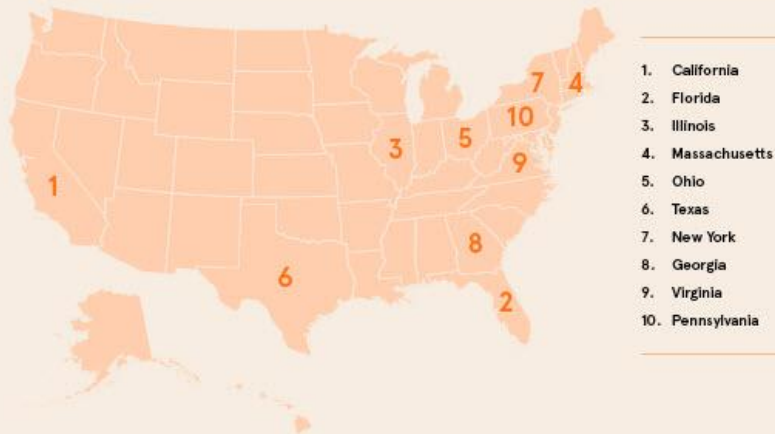 7
4
10
3
5
9
1
8
6
2
1. California
2. Florida
3. Illinois
4. Massachusetts
5. Ohio
6. Texas
7. New York
8. Georgia
9. Virginia
10. Pennsylvania